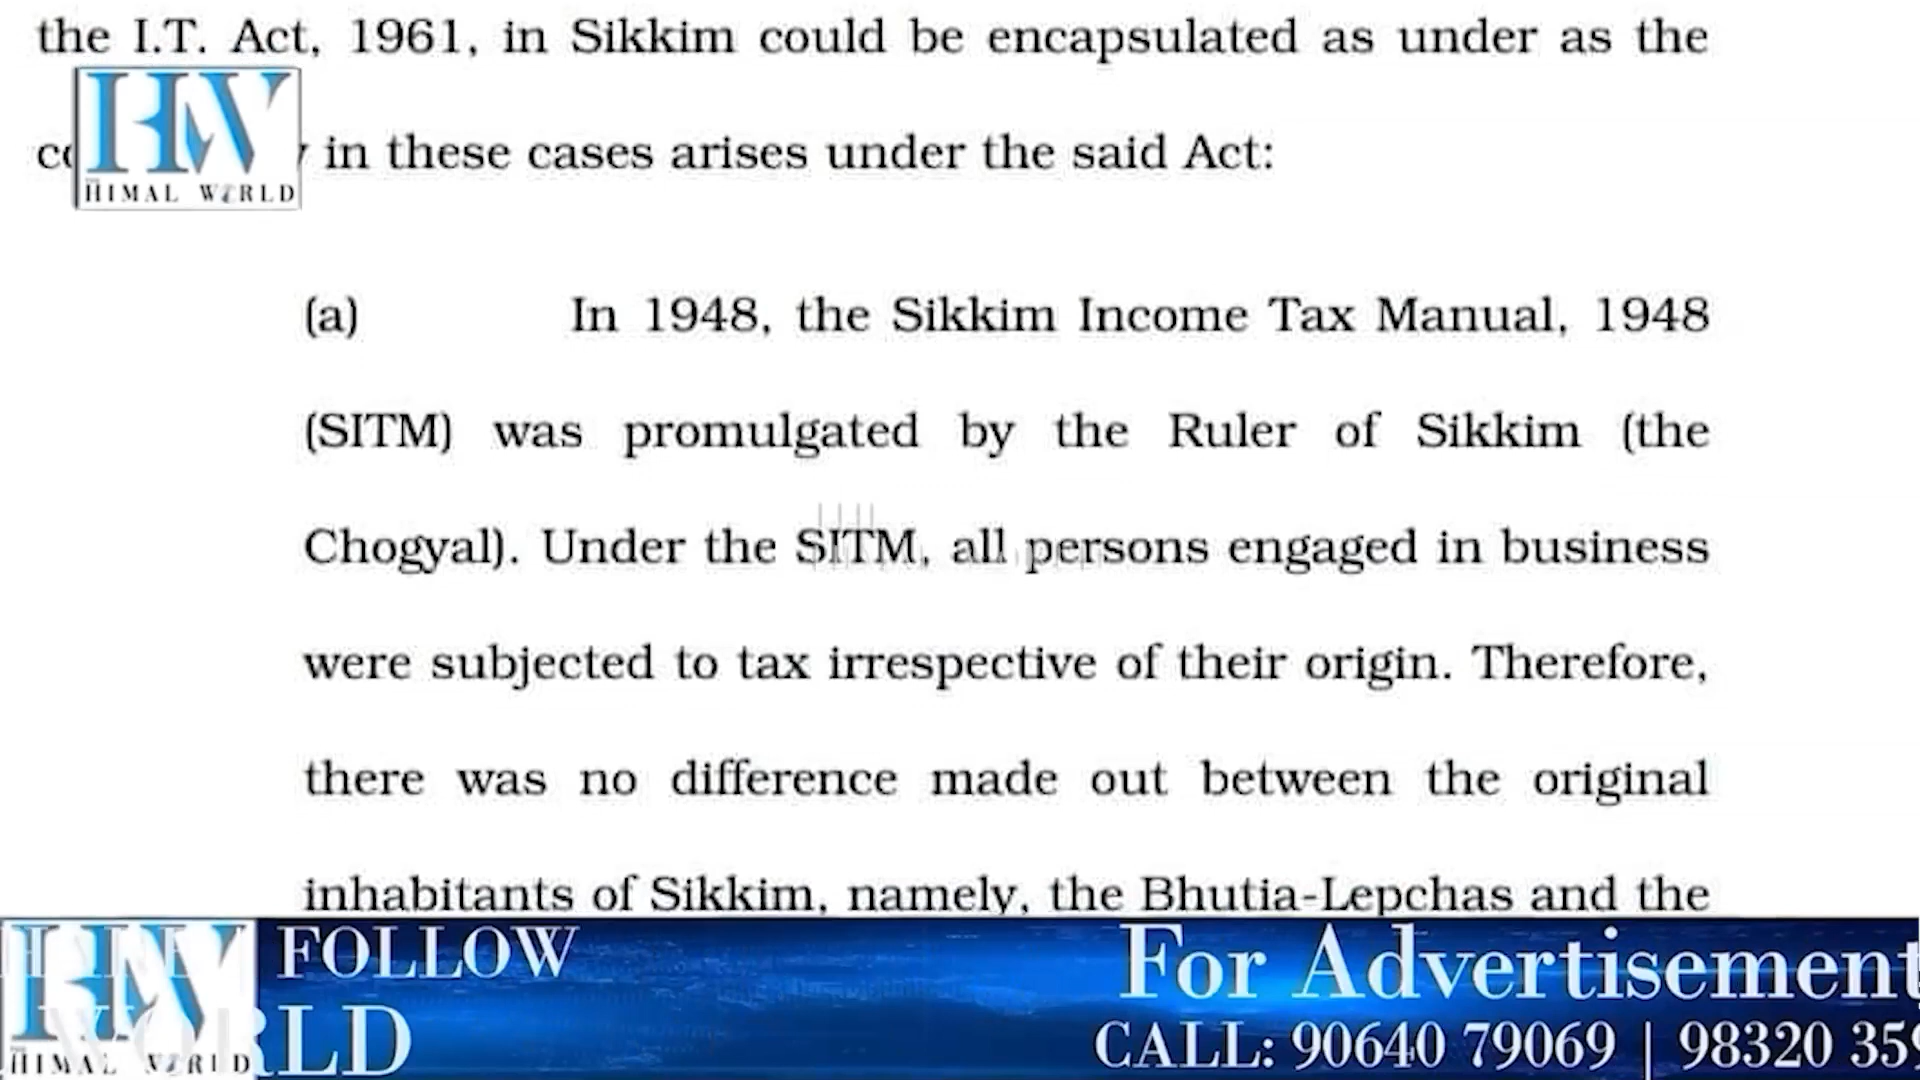 the I.T. Act, 1961, in Sikkim could be encapsulated as under as the
in these cases arises under the said Act:
HIMAL WORLD
(a) In 1948, the Sikkim Income Tax Manual, 1948
(SITM) was promulgated by the Ruler of Sikkim (the
Chogyal). Under the SITM, all persons engaged in business
were subjected to tax irrespective of their origin. Therefore,
there was no difference made out between the original
inhabitants of Sikkim, namely, the Bhutia-Lepchas and the
FOLLOW
WORLD
HIMAL WORLD
For Advertisement
CALL: 90640 79069 | 98320 35